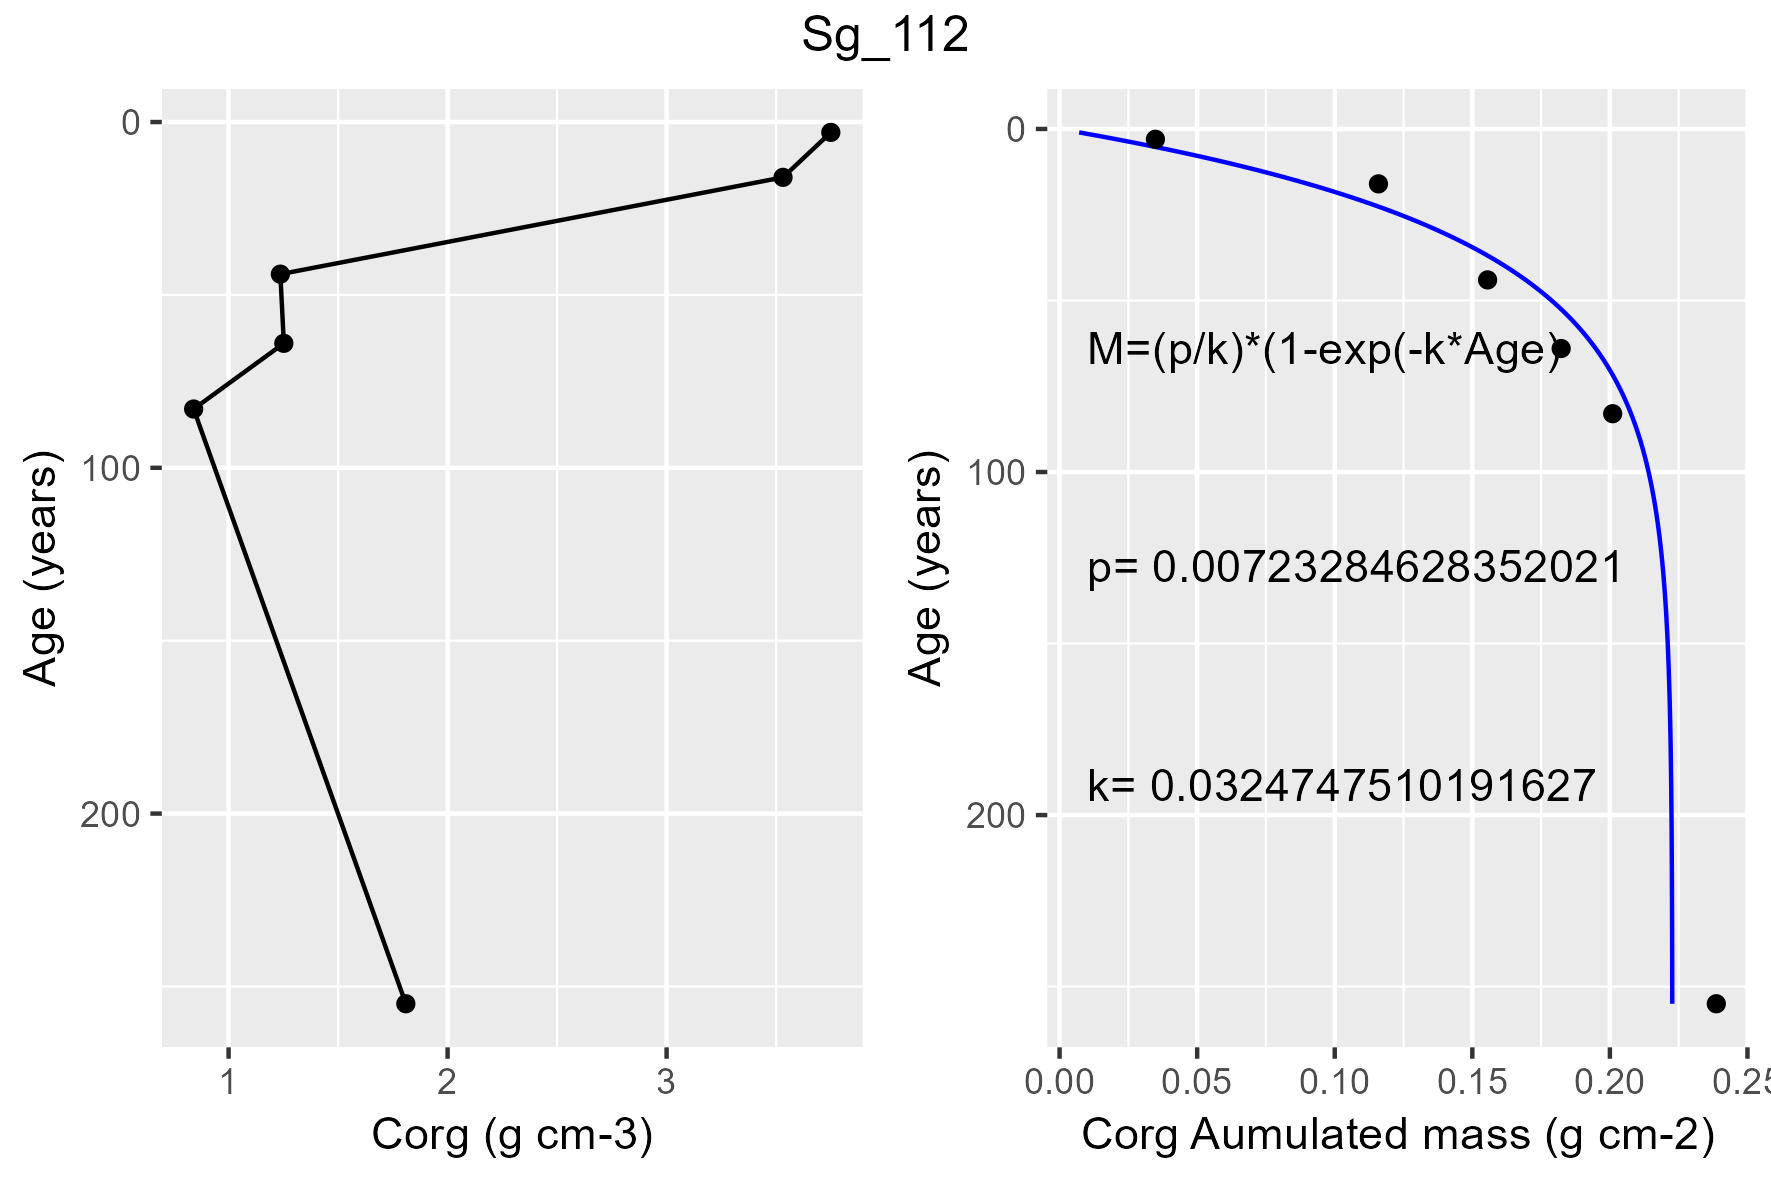 Sg_112
0
100
200
Age (years)
1
2
3
Corg (g cm-3)
0
100
200
Age (years)
M=(p/k)*(1-exp(-k*Age)
p= 0.00723284628352021
k= 0.0324747510191627
0.00
0.05
0.10
0.15
0.20
0.25
Corg Aumulated mass (g cm-2)